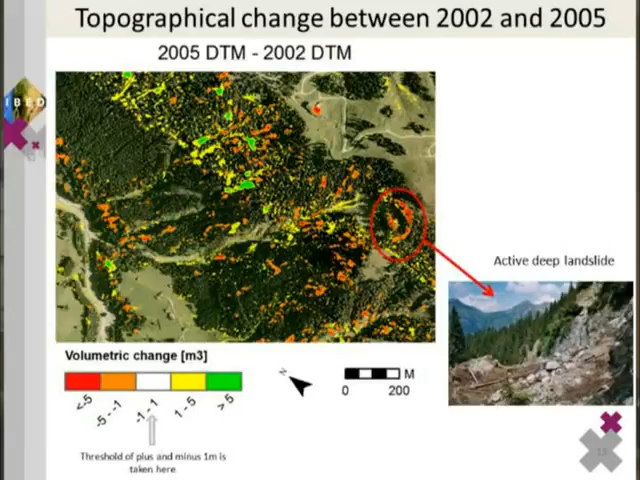 Topographical change between 2002 and 2005
2005 DTM - 2002 DTM
I B E D
Active deep landslide
Volumetric change [m3]
<-5
-5 - -1
-1 - 1
1 - 5
> 5
N
M
0
200
Threshold of plus and minus 1m is
taken here
13